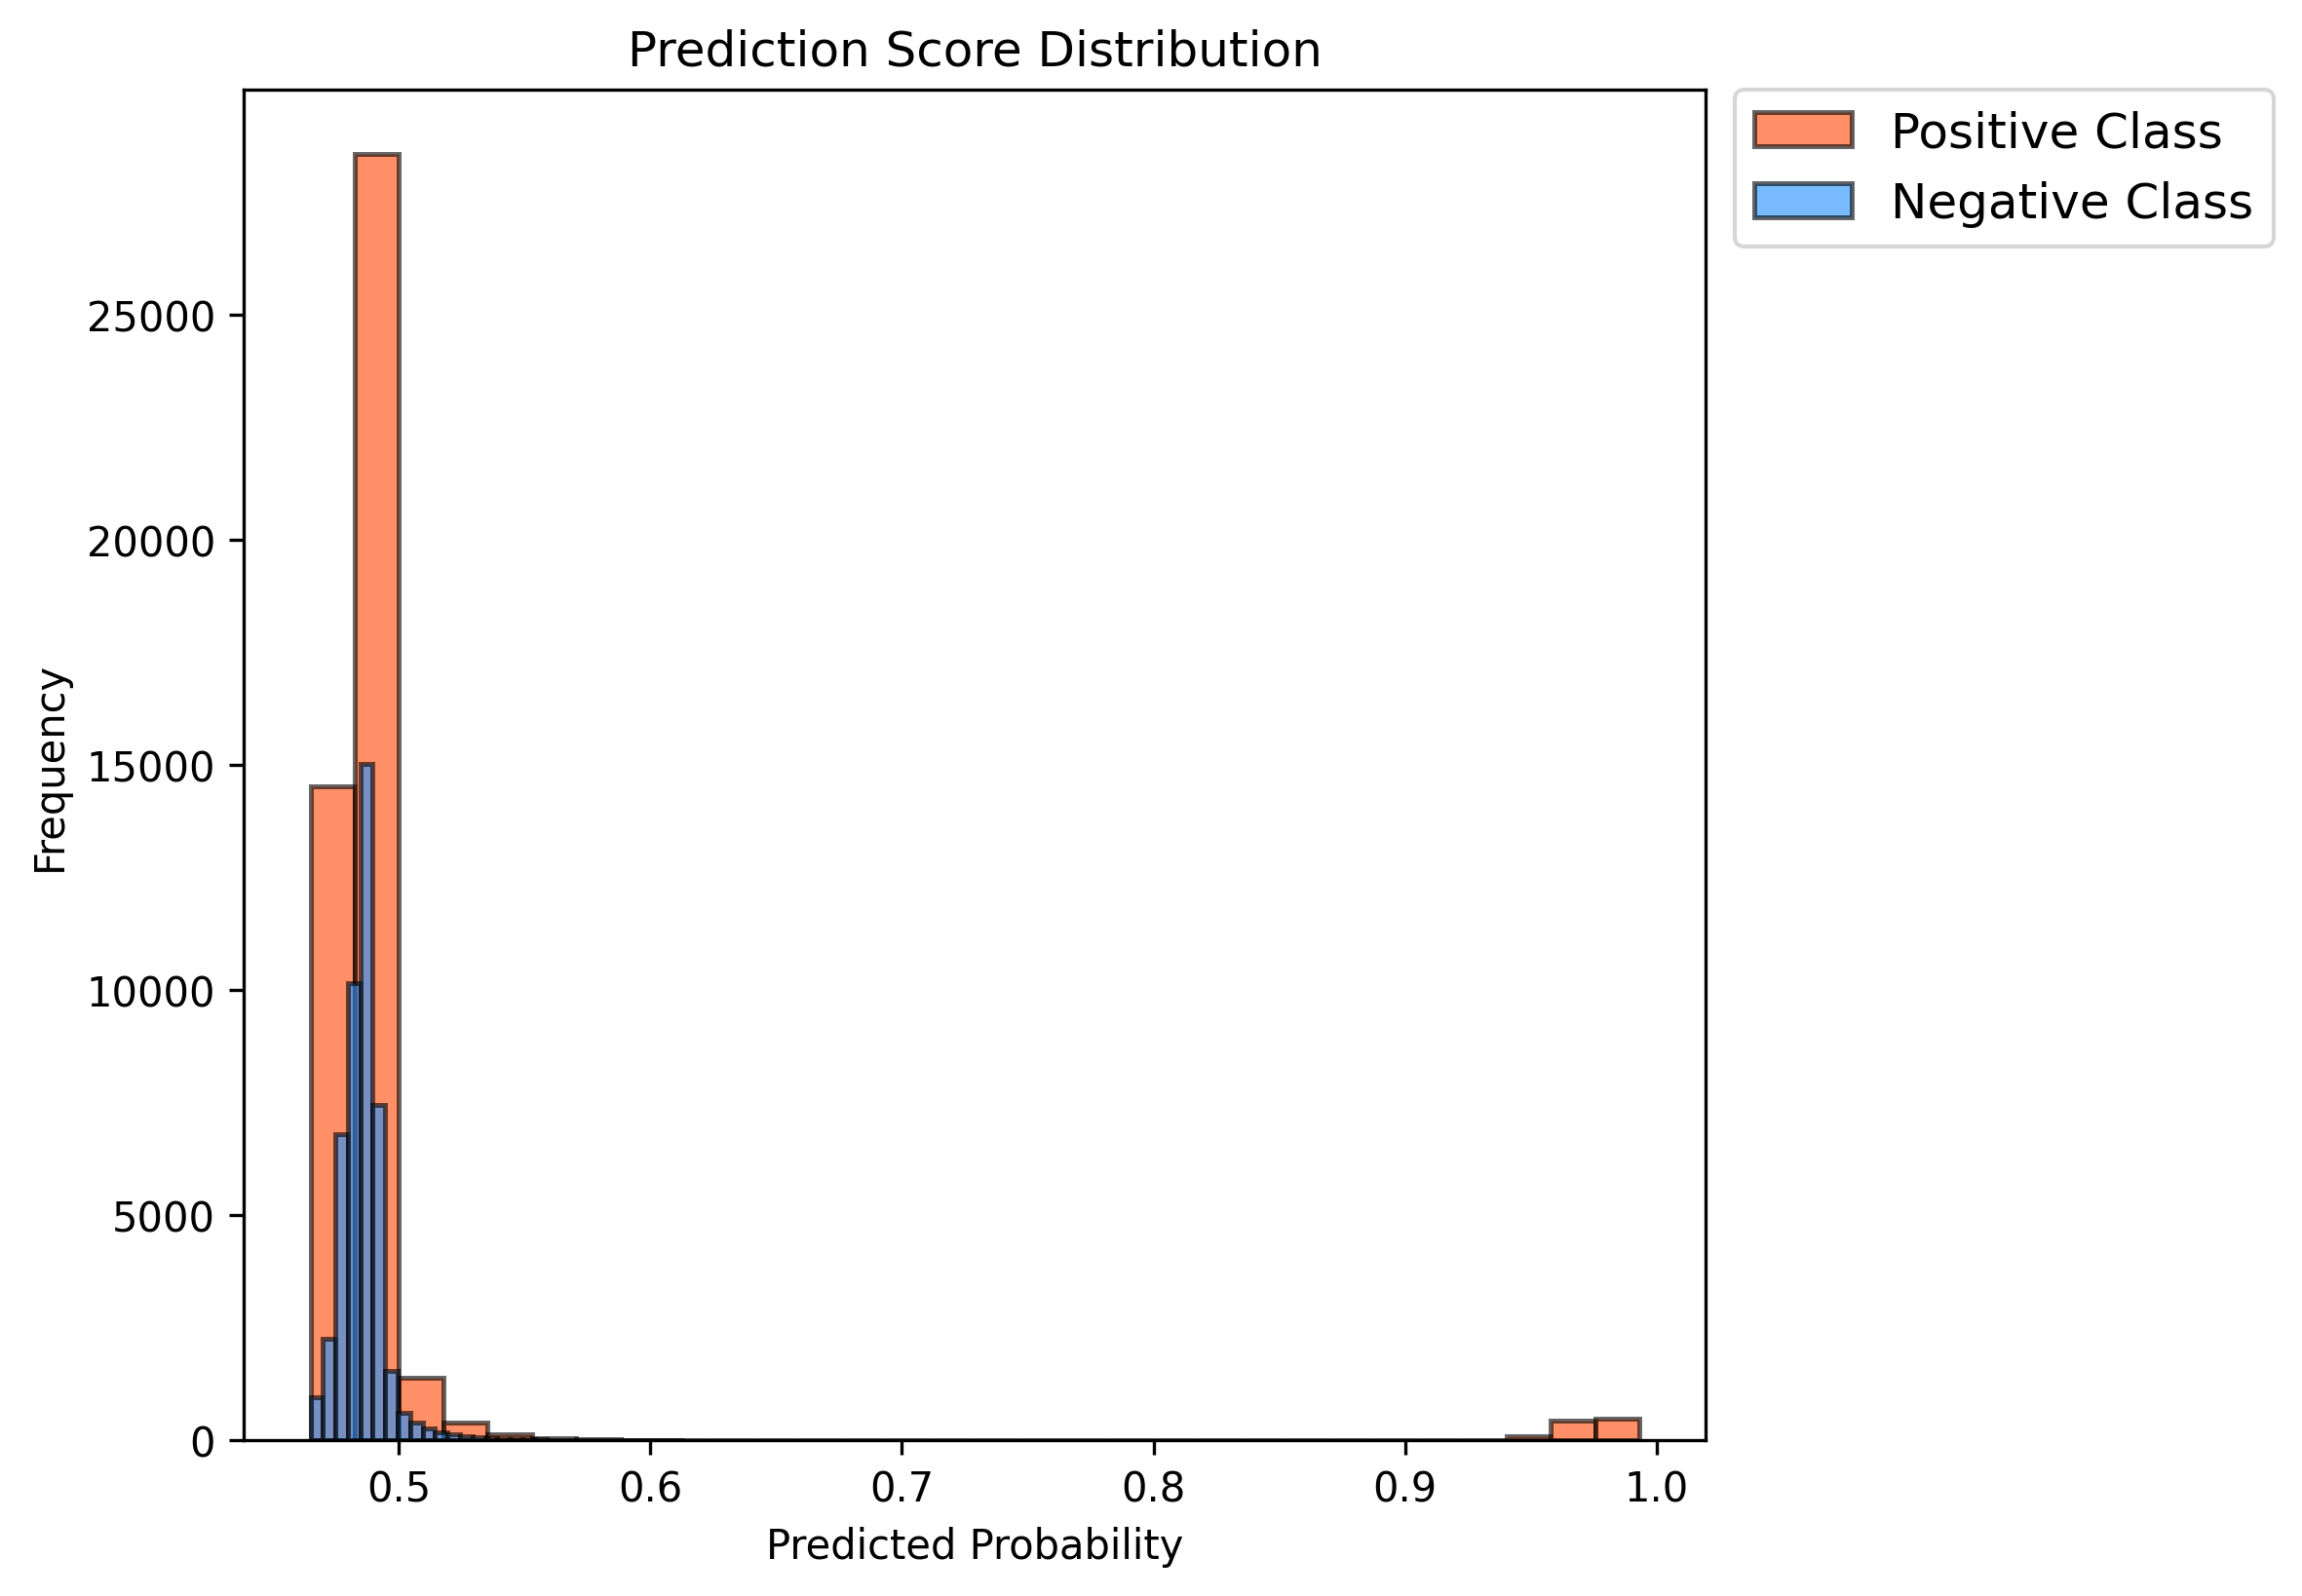 Prediction Score Distribution
Positive Class
Negative Class
Frequency
25000
20000
15000
10000
5000
0
0.5 0.6 0.7 0.8 0.9 1.0
Predicted Probability